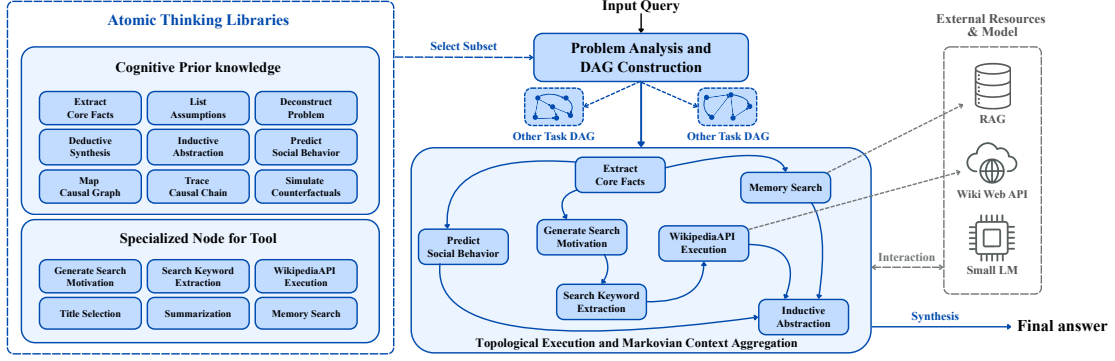 Atomic Thinking Libraries
Cognitive Prior knowledge
Extract
Core Facts
List
Assumptions
Deconstruct
Problem
Deductive
Synthesis
Inductive
Abstraction
Predict
Social Behavior
Map
Causal Graph
Trace
Causal Chain
Simulate
Counterfactuals
Specialized Node for Tool
Generate Search
Motivation
Search Keyword
Extraction
WikipediaAPI
Execution
Title Selection
Summarization
Memory Search
Select Subset
Input Query
Problem Analysis and
DAG Construction
Other Task DAG
Other Task DAG
Extract
Core Facts
Memory Search
Predict
Social Behavior
Generate Search
Motivation
WikipediaAPI
Execution
Search Keyword
Extraction
Inductive
Abstraction
Topological Execution and Markovian Context Aggregation
External Resources
& Model
RAG
Wiki Web API
Small LM
Interaction
Synthesis
Final answer